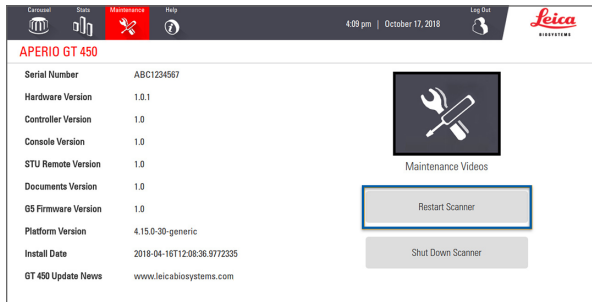 Carousel Stats Maintenance Help 4:09 pm | October 17, 2018 Log Out
Leica
BIOSYSTEMS
APERIO GT 450
Serial Number ABC1234567
Hardware Version 1.0.1
Controller Version 1.0
Console Version 1.0
STU Remote Version 1.0
Documents Version 1.0
G5 Firmware Version 1.0
Platform Version 4.15.0-30-generic
Install Date 2018-04-16T12:08:36.9772335
GT 450 Update News www.leicabiosystems.com
Maintenance Videos
Restart Scanner
Shut Down Scanner